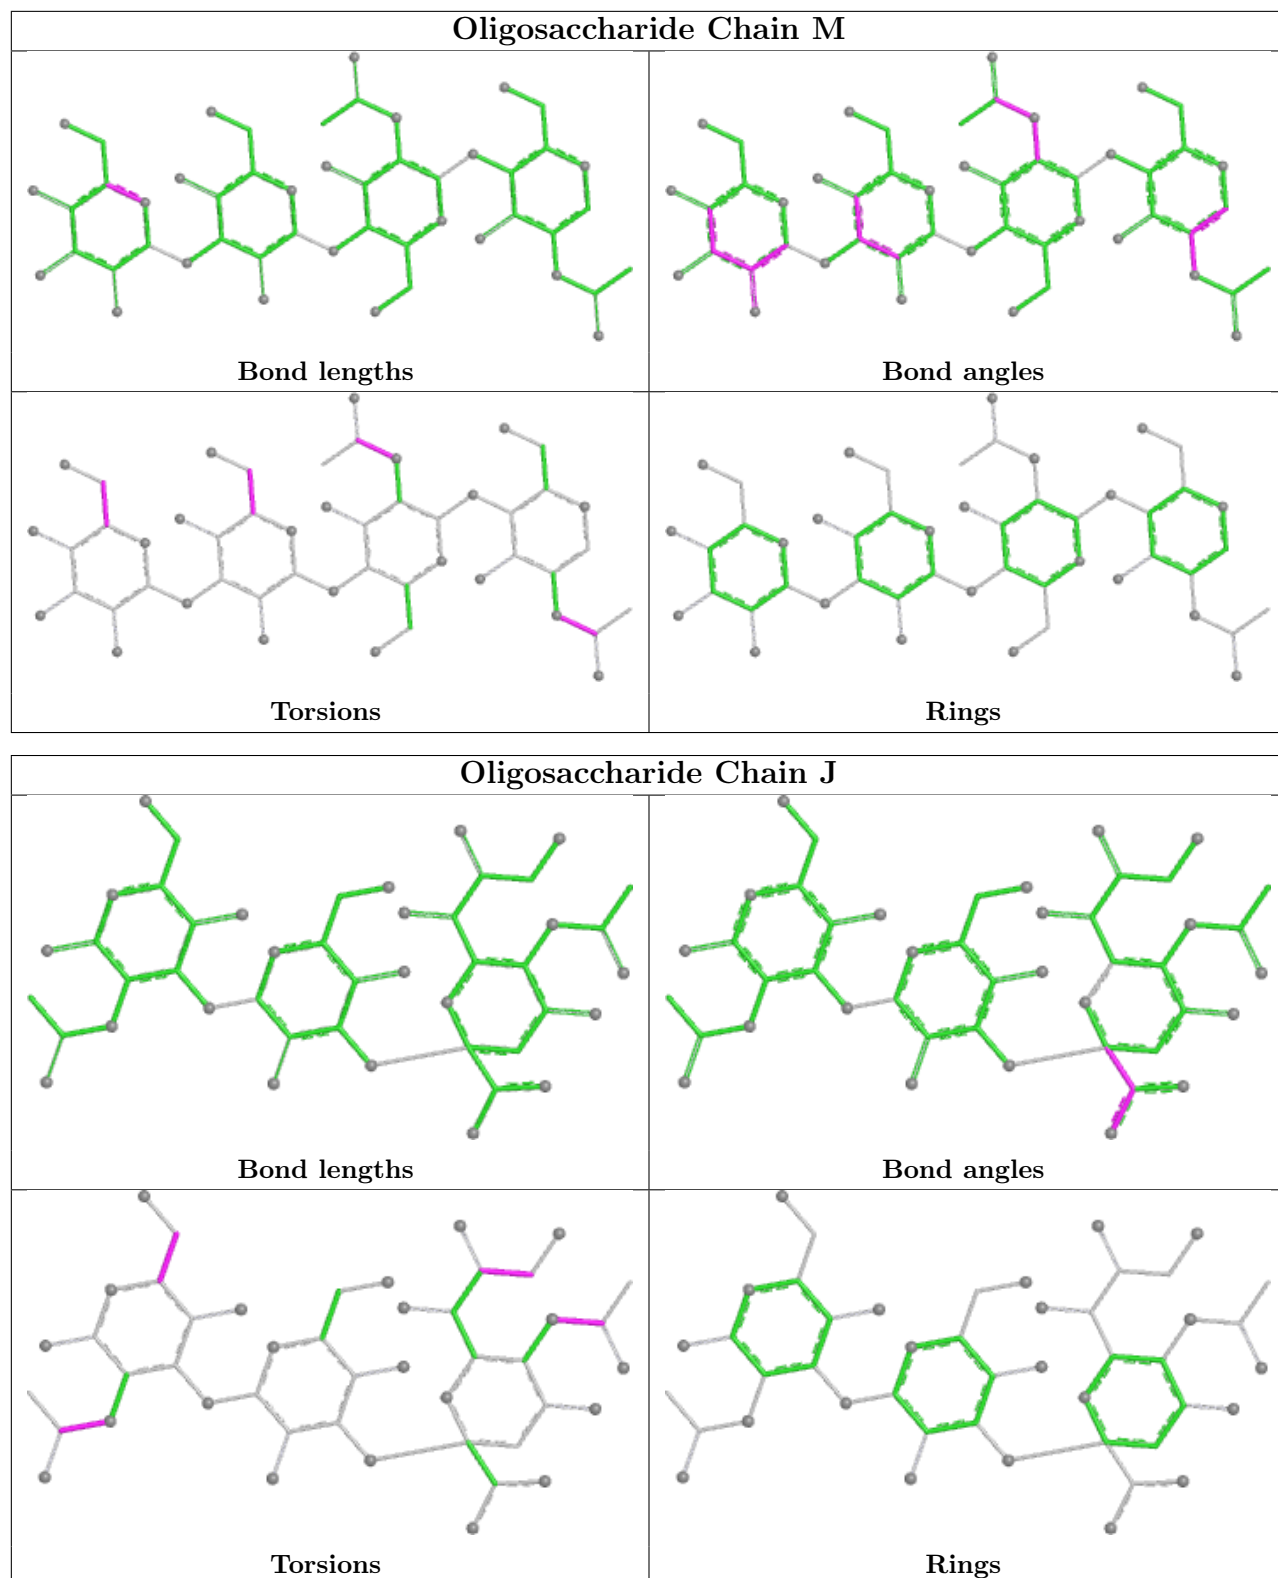 Oligosaccharide Chain M
Bond lengths
Bond angles
Torsions
Rings
Oligosaccharide Chain J
Bond lengths
Bond angles
Torsions
Rings